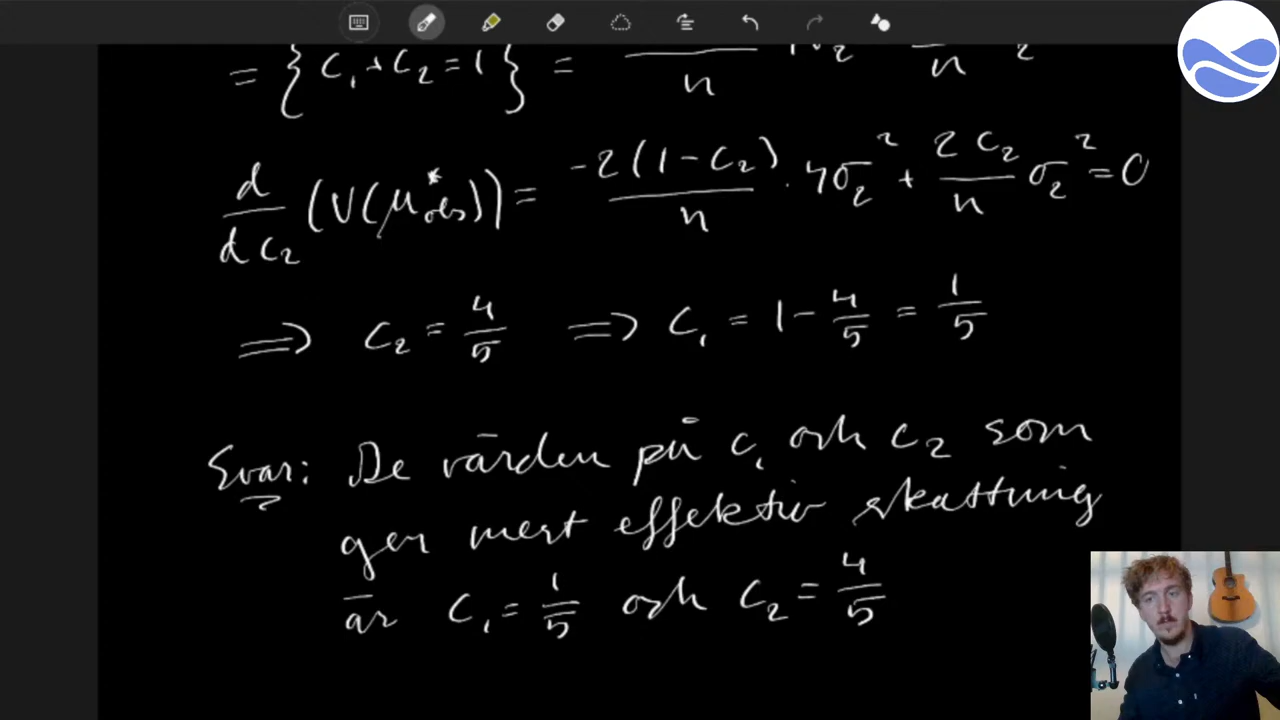 = {C₁ + C₂ = 1} = n n 2
d/dC₂ (V(μ*obs)) = -2(1-C₂)/n · 4σ₂² + 2C₂/n σ₂² = 0
⟹ C₂ = 4/5 ⟹ C₁ = 1 - 4/5 = 1/5
Svar: De värden på C₁ och C₂ som
ger mest effektiv skattning
är C₁ = 1/5 och C₂ = 4/5